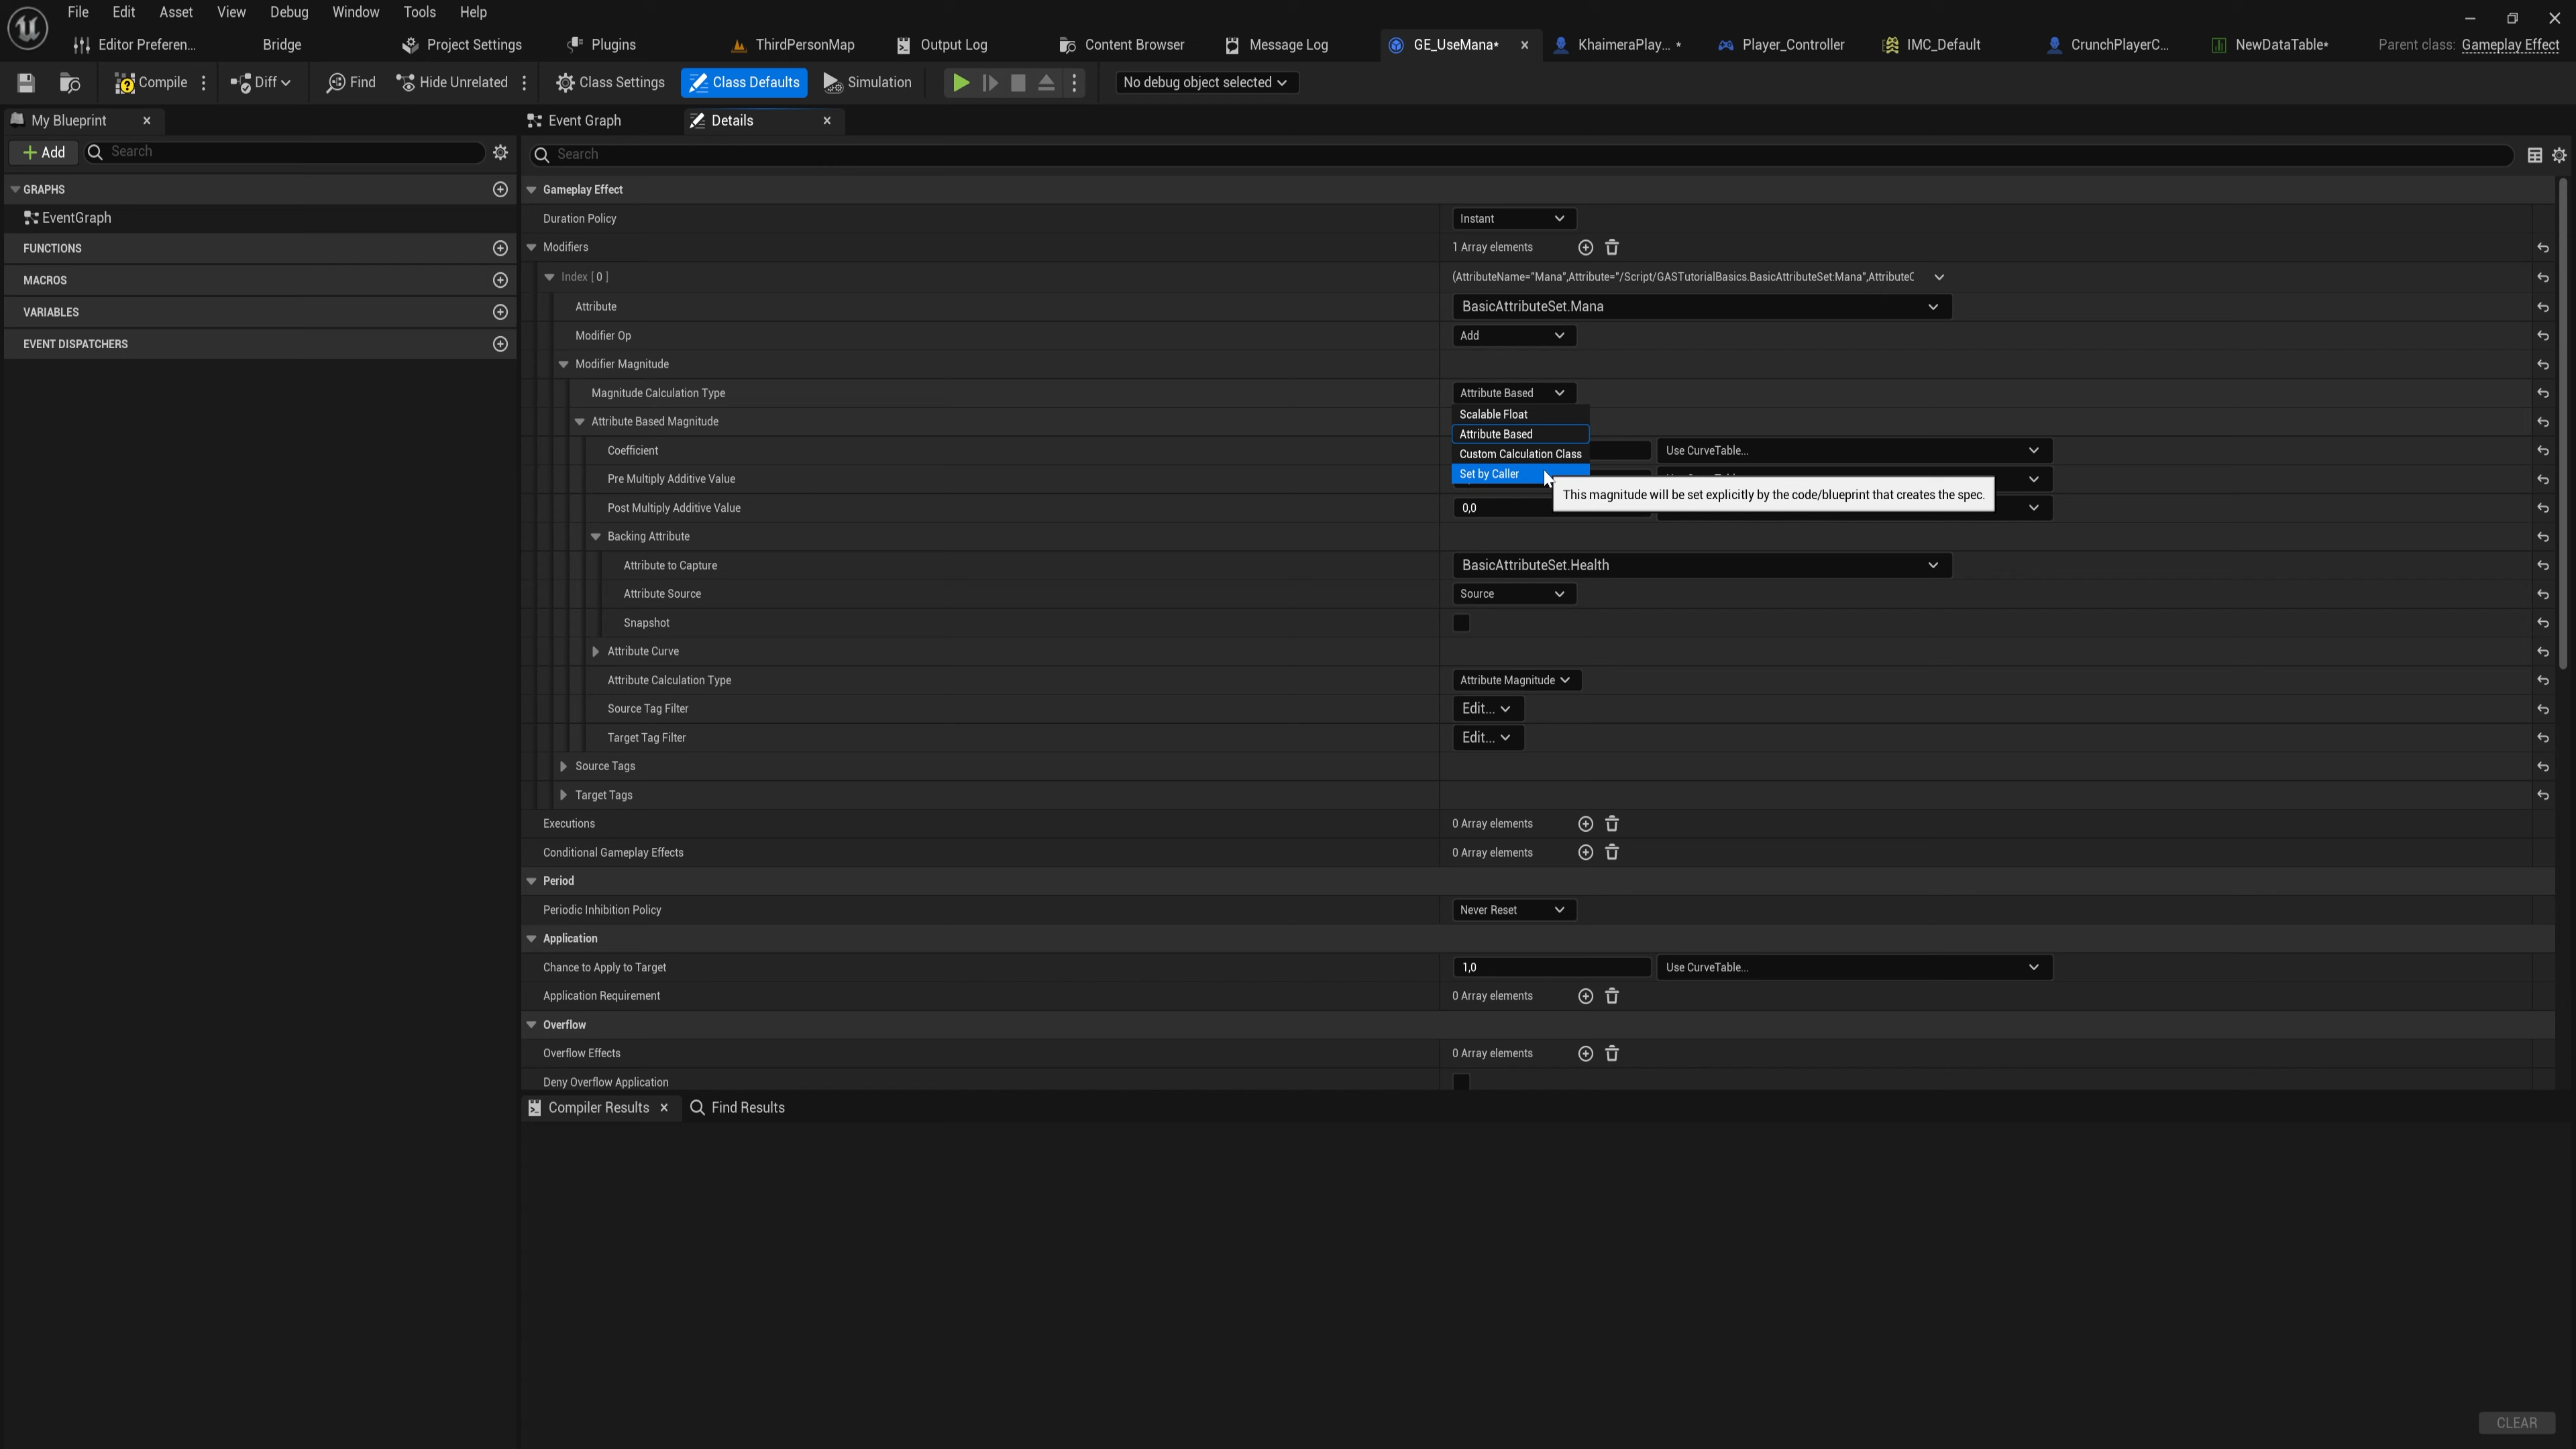 File Edit Asset View Debug Window Tools Help
Editor Preferen... Bridge Project Settings Plugins ThirdPersonMap Output Log Content Browser Message Log GE_UseMana* KhaimeraPlay... * Player_Controller IMC_Default CrunchPlayerC... NewDataTable* Parent class: Gameplay Effect
Compile Diff Find Hide Unrelated Class Settings Class Defaults Simulation No debug object selected
My Blueprint
Event Graph Details
Add Search
Search
GRAPHS
EventGraph
FUNCTIONS
MACROS
VARIABLES
EVENT DISPATCHERS
Gameplay Effect
Duration Policy Instant
Modifiers 1 Array elements
Index [ 0 ] (AttributeName="Mana",Attribute="/Script/GASTutorialBasics.BasicAttributeSet:Mana",AttributeC
Attribute BasicAttributeSet.Mana
Modifier Op Add
Modifier Magnitude
Magnitude Calculation Type Attribute Based
Scalable Float
Attribute Based Magnitude
Attribute Based
Coefficient Use CurveTable...
Custom Calculation Class
Set by Caller
Pre Multiply Additive Value
This magnitude will be set explicitly by the code/blueprint that creates the spec.
Post Multiply Additive Value 0,0
Backing Attribute
Attribute to Capture BasicAttributeSet.Health
Attribute Source Source
Snapshot
Attribute Curve
Attribute Calculation Type Attribute Magnitude
Source Tag Filter Edit...
Target Tag Filter Edit...
Source Tags
Target Tags
Executions 0 Array elements
Conditional Gameplay Effects 0 Array elements
Period
Periodic Inhibition Policy Never Reset
Application
Chance to Apply to Target 1,0 Use CurveTable...
Application Requirement 0 Array elements
Overflow
Overflow Effects 0 Array elements
Deny Overflow Application
Compiler Results Find Results
CLEAR